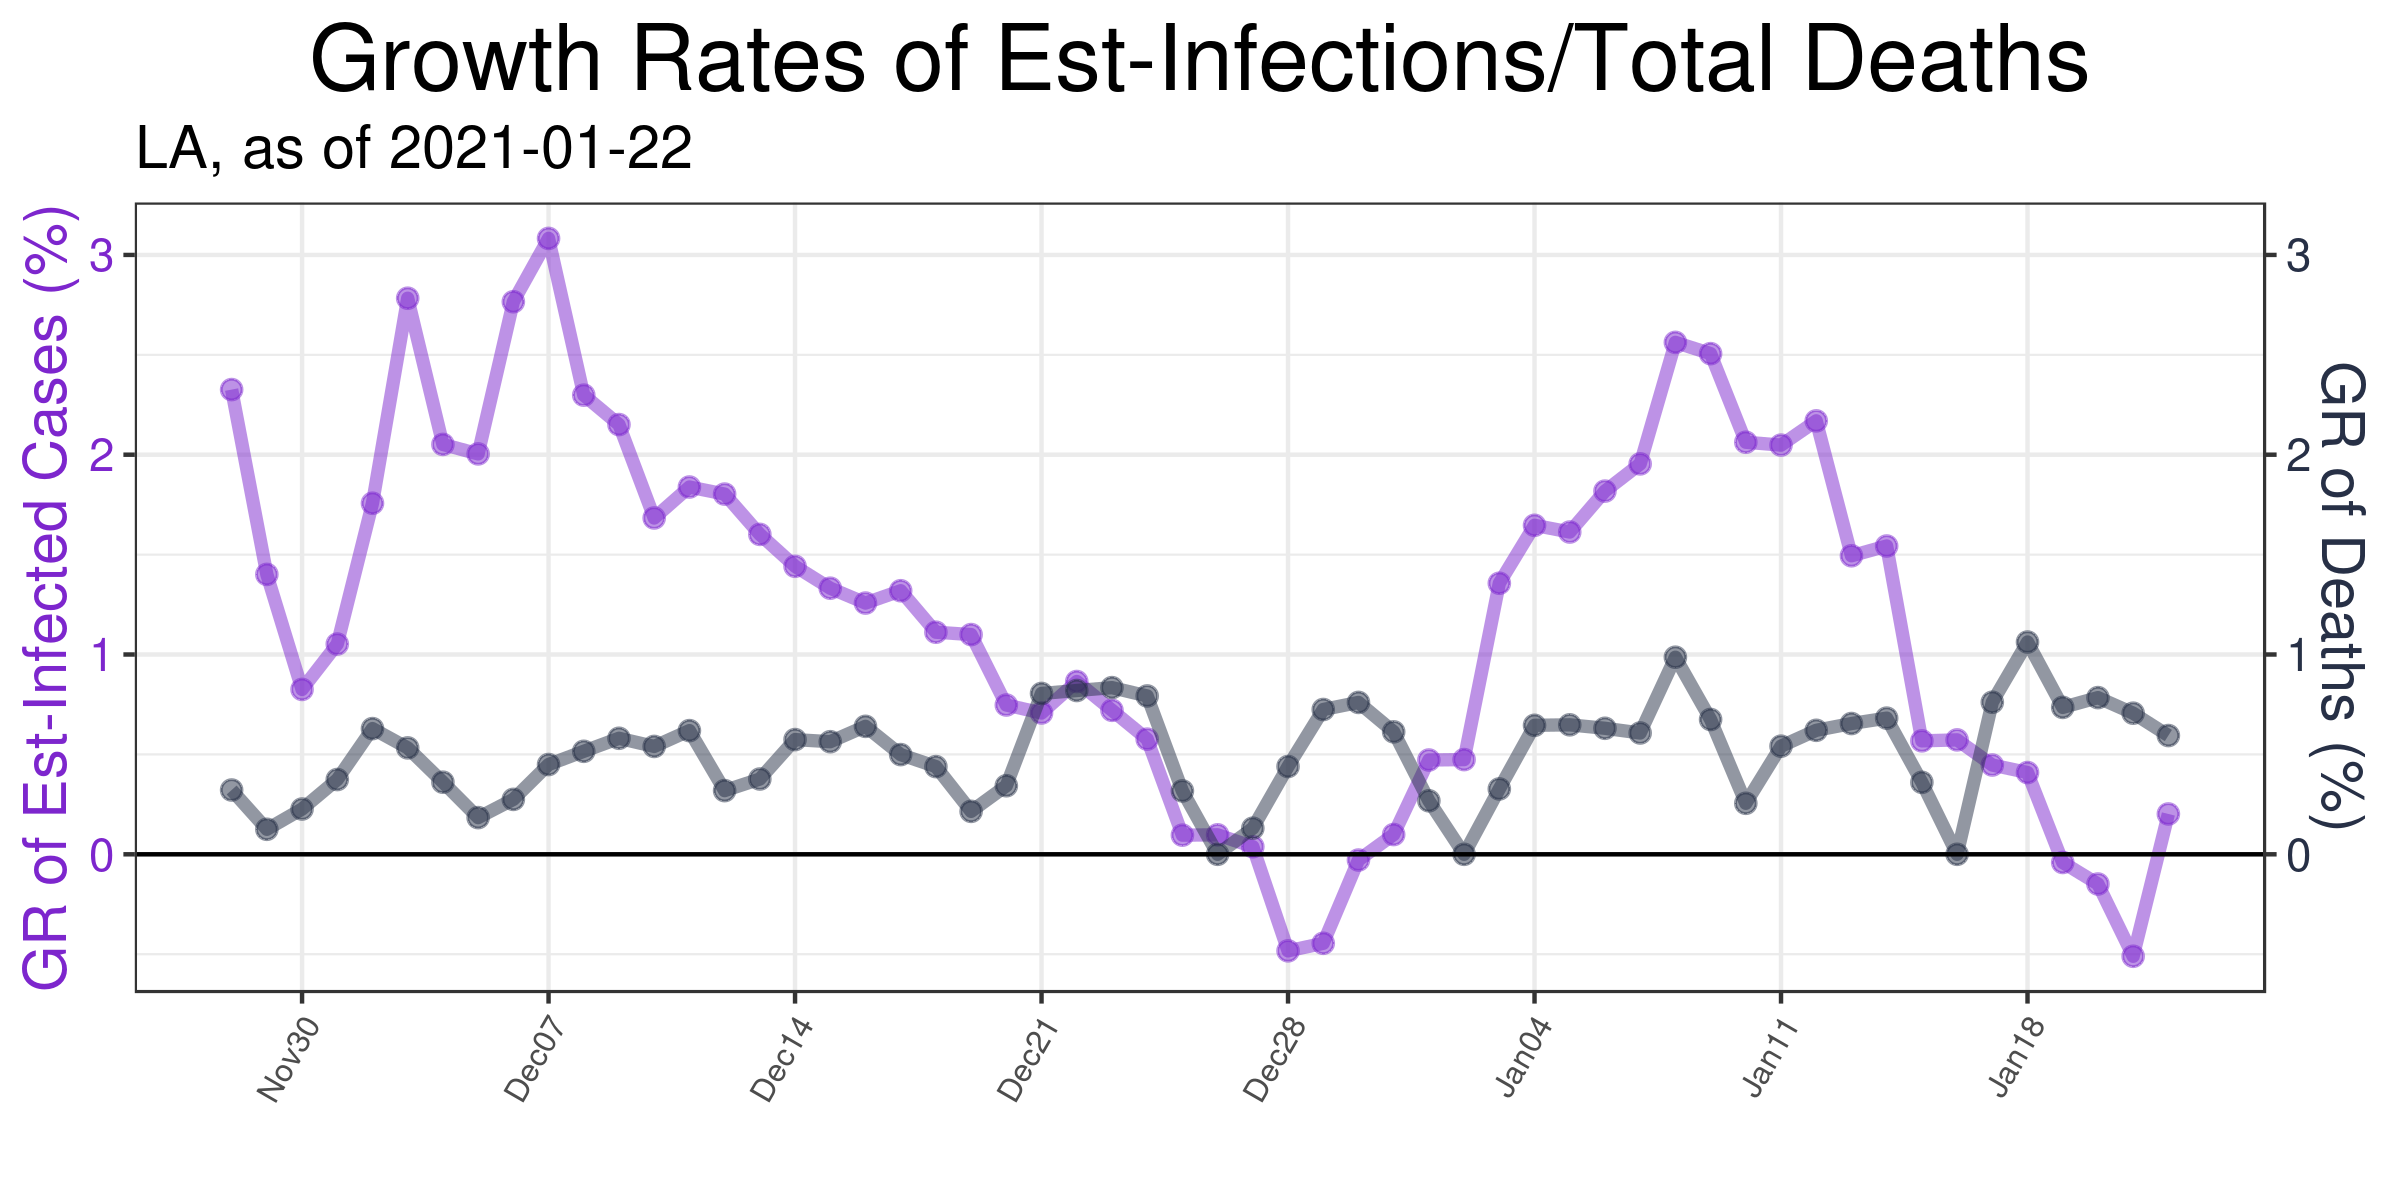 Growth Rates of Est-Infections/Total Deaths
LA, as of 2021-01-22
GR of Est-Infected Cases (%)
3
2
1
0
3
2
1
0
GR of Deaths (%)
Nov30
Dec07
Dec14
Dec21
Dec28
Jan04
Jan11
Jan18